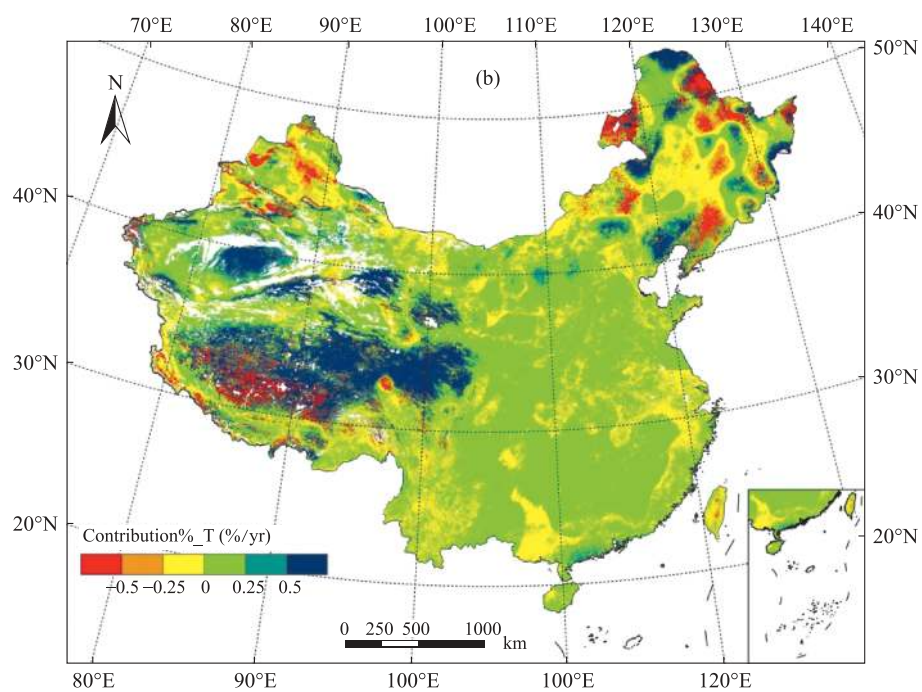 70°E 80°E 90°E 100°E 110°E 120°E 130°E 140°E
50°N
(b)
N
40°N
40°N
30°N
30°N
20°N
20°N
Contribution%_T (%/yr)
−0.5 −0.25 0 0.25 0.5
0 250 500 1000
km
80°E 90°E 100°E 100°E 120°E